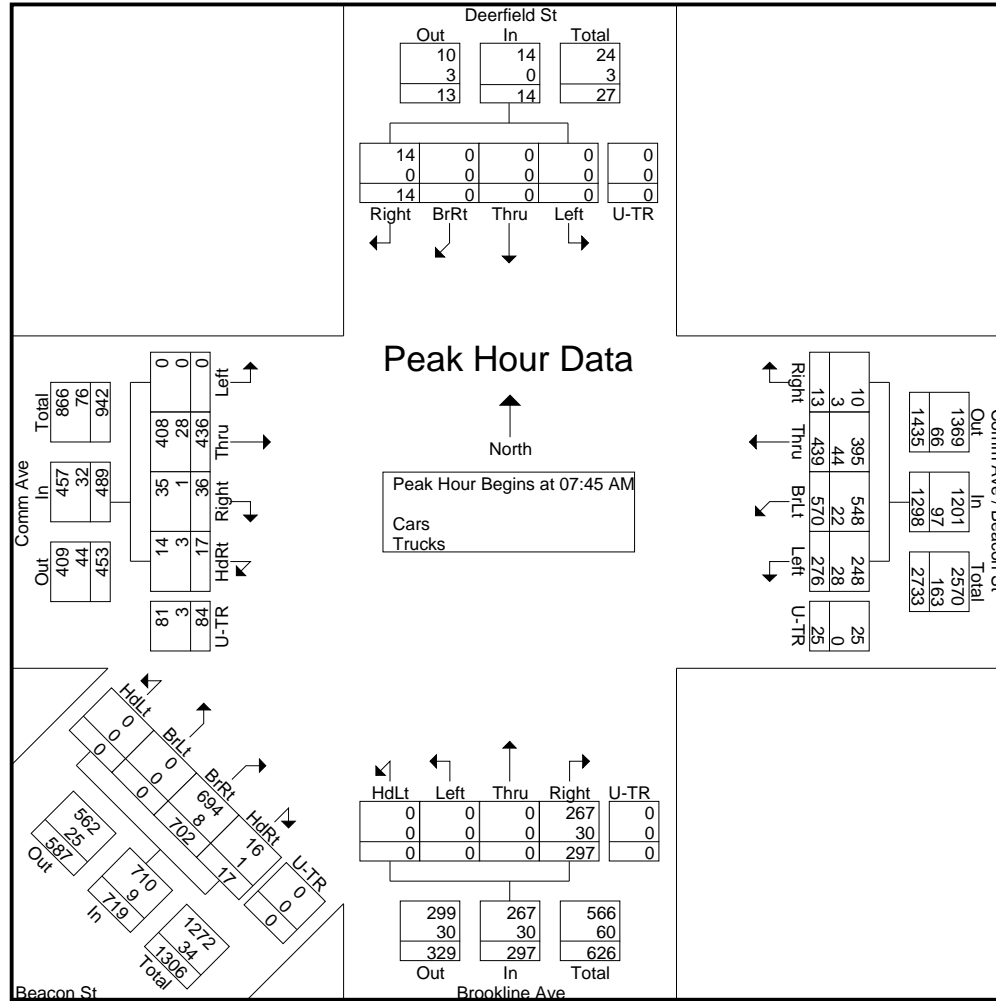 Deerfield St
Out In Total
10 14 24
3 0 3
13 14 27
14 0 0 0 0
0 0 0 0 0
14 0 0 0 0
Right BrRt Thru Left U-TR
Peak Hour Data
North
Peak Hour Begins at 07:45 AM
Cars
Trucks
Comm Ave
Total In Out
866 457 409
76 32 44
942 489 453
0 408 35 14 81
0 28 1 3 3
0 436 36 17 84
Left Thru Right HdRt U-TR
Right Thru BrLt Left U-TR
10 395 548 248 25
3 44 22 28 0
13 439 570 276 25
Out In Total
1369 1201 2570
66 97 163
1435 1298 2733
Comm Ave / Beacon St
HdLt BrLt BrRt HdRt U-TR
0 0 694 16 0
0 0 8 1 0
0 0 702 17 0
562 710 1272
25 9 34
587 719 1306
Out In Total
Beacon St
HdLt Left Thru Right U-TR
0 0 0 267 0
0 0 0 30 0
0 0 0 297 0
299 267 566
30 30 60
329 297 626
Out In Total
Brookline Ave